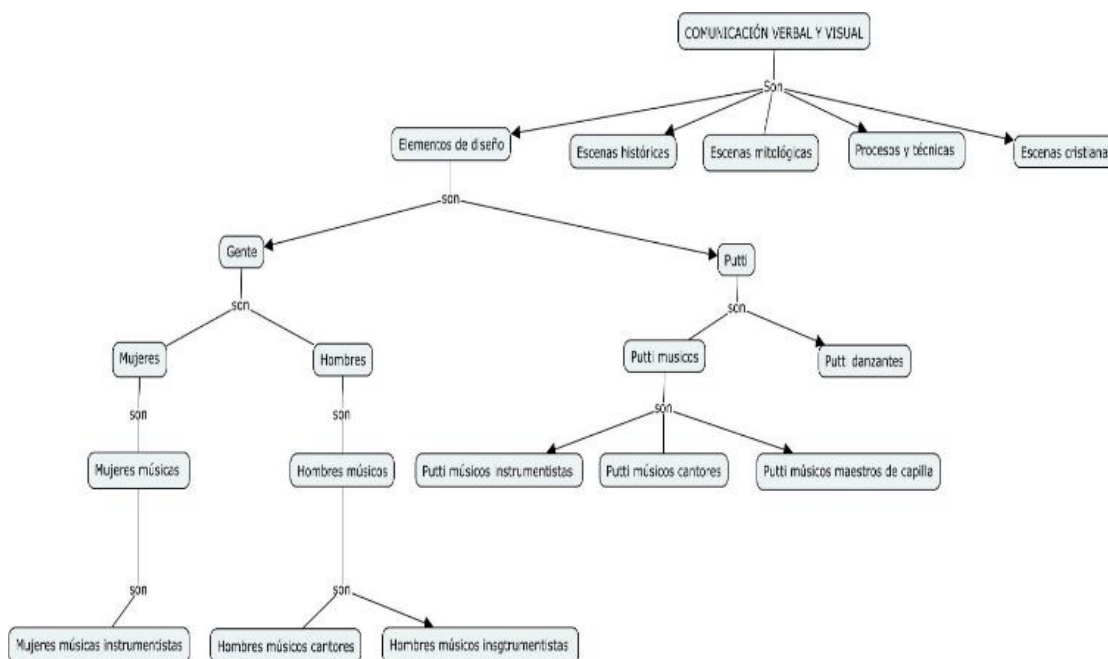 COMUNICACIÓN VERBAL Y VISUAL
Son
Elementos de diseño
Escenas históricas
Escenas mitológicas
Procesos y técnicas
Escenas cristiana
son
Gente
Putti
son
son
Mujeres
Hombres
Putti musicos
Putti danzantes
son
son
son
Mujeres músicas
Hombres músicos
Putti músicos instrumentistas
Putti músicos cantores
Putti músicos maestros de capilla
son
son
Mujeres músicas instrumentistas
Hombres músicos cantores
Hombres músicos insgtrumentistas